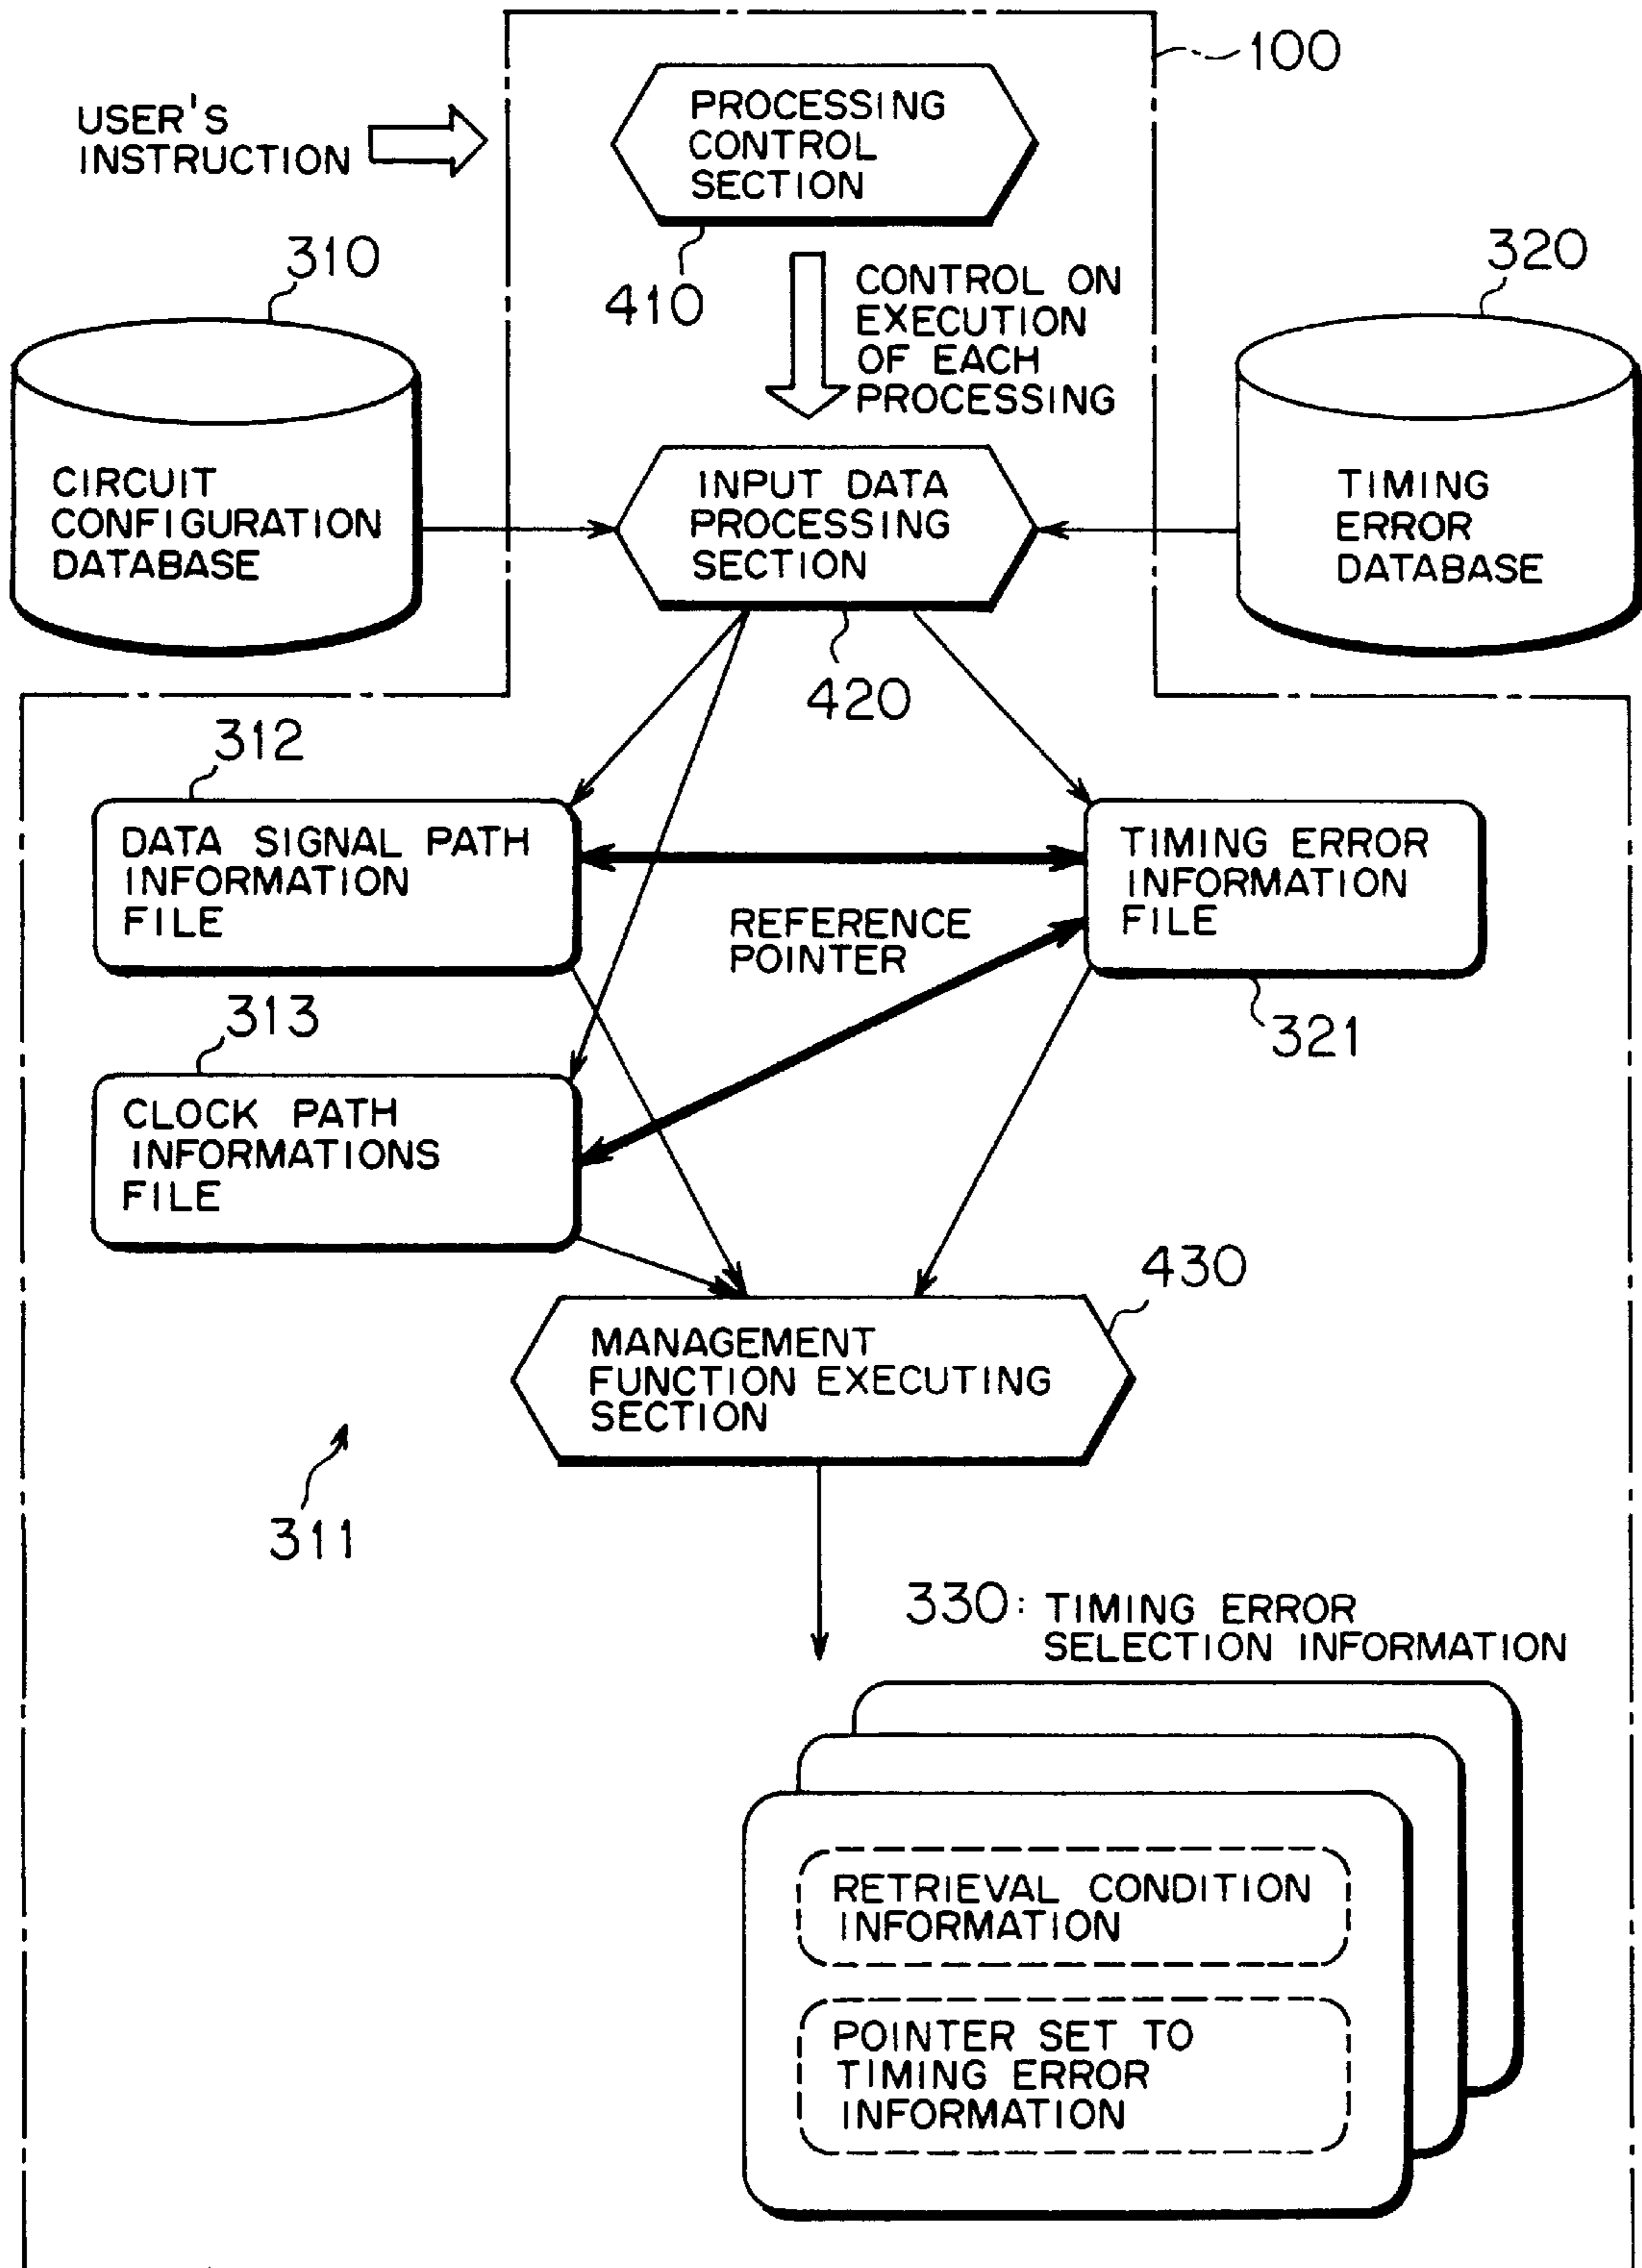 100
USER'S
INSTRUCTION
PROCESSING
CONTROL
SECTION
310
410
CONTROL ON
EXECUTION
OF EACH
PROCESSING
320
CIRCUIT
CONFIGURATION
DATABASE
INPUT DATA
PROCESSING
SECTION
TIMING
ERROR
DATABASE
420
312
DATA SIGNAL PATH
INFORMATION
FILE
TIMING ERROR
INFORMATION
FILE
REFERENCE
POINTER
313
321
CLOCK PATH
INFORMATIONS
FILE
430
MANAGEMENT
FUNCTION EXECUTING
SECTION
311
330: TIMING ERROR
SELECTION INFORMATION
RETRIEVAL CONDITION
INFORMATION
POINTER SET TO
TIMING ERROR
INFORMATION